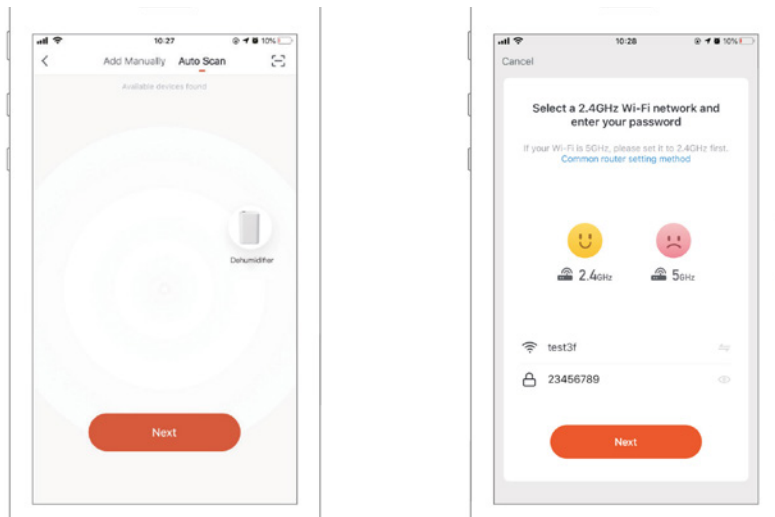 10:27
10%
Add Manually Auto Scan
Available devices found
Dehumidifier
Next
10:28
10%
Cancel
Select a 2.4GHz Wi-Fi network and
enter your password
If your Wi-Fi is 5GHz, please set it to 2.4GHz first.
Common router setting method
2.4GHz 5GHz
test3f
23456789
Next